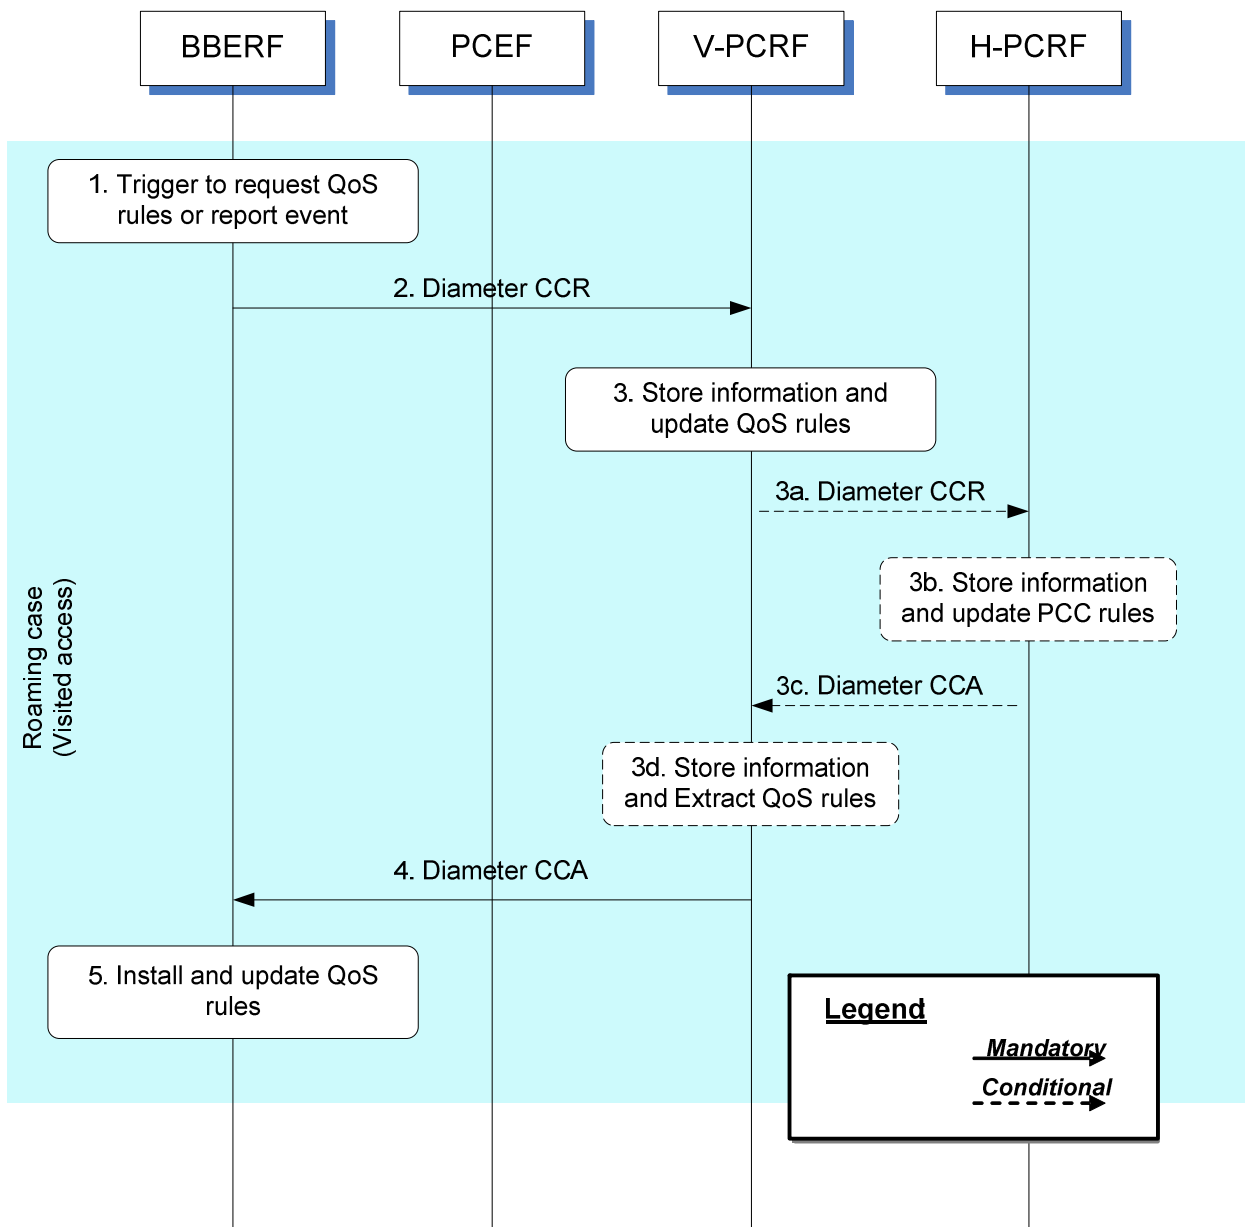 BBERF
PCEF
V-PCRF
H-PCRF
1. Trigger to request QoS
rules or report event
2. Diameter CCR
3. Store information and
update QoS rules
3a. Diameter CCR
3b. Store information
and update PCC rules
3c. Diameter CCA
3d. Store information
and Extract QoS rules
4. Diameter CCA
5. Install and update QoS
rules
Roaming case
(Visited access)
Legend:
Mandatory
Conditional